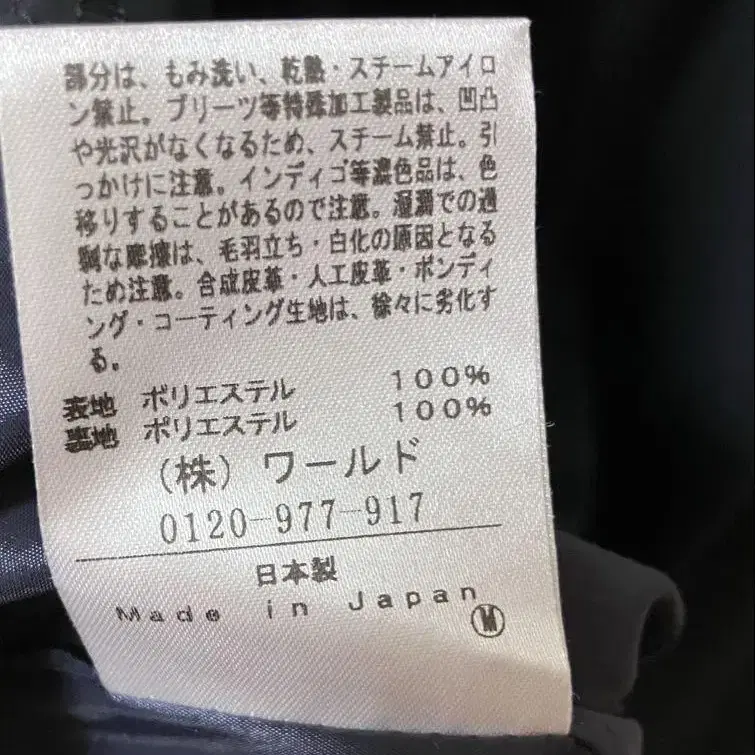 部分は、もみ洗い、乾熱・スチームアイロ
ン禁止。プリーツ等特殊加工製品は、凹凸
や光沢がなくなるため、スチーム禁止。引
っかけに注意。インディゴ等濃色品は、色
移りすることがあるので注意。湿潤での過
剰な摩擦は、毛羽立ち・白化の原因となる
ため注意。合成皮革・人工皮革・ボンディ
ング・コーティング生地は、徐々に劣化す
る。
表地 ポリエステル 100%
裏地 ポリエステル 100%
(株) ワールド
0120-977-917
日本製
Made in Japan
M